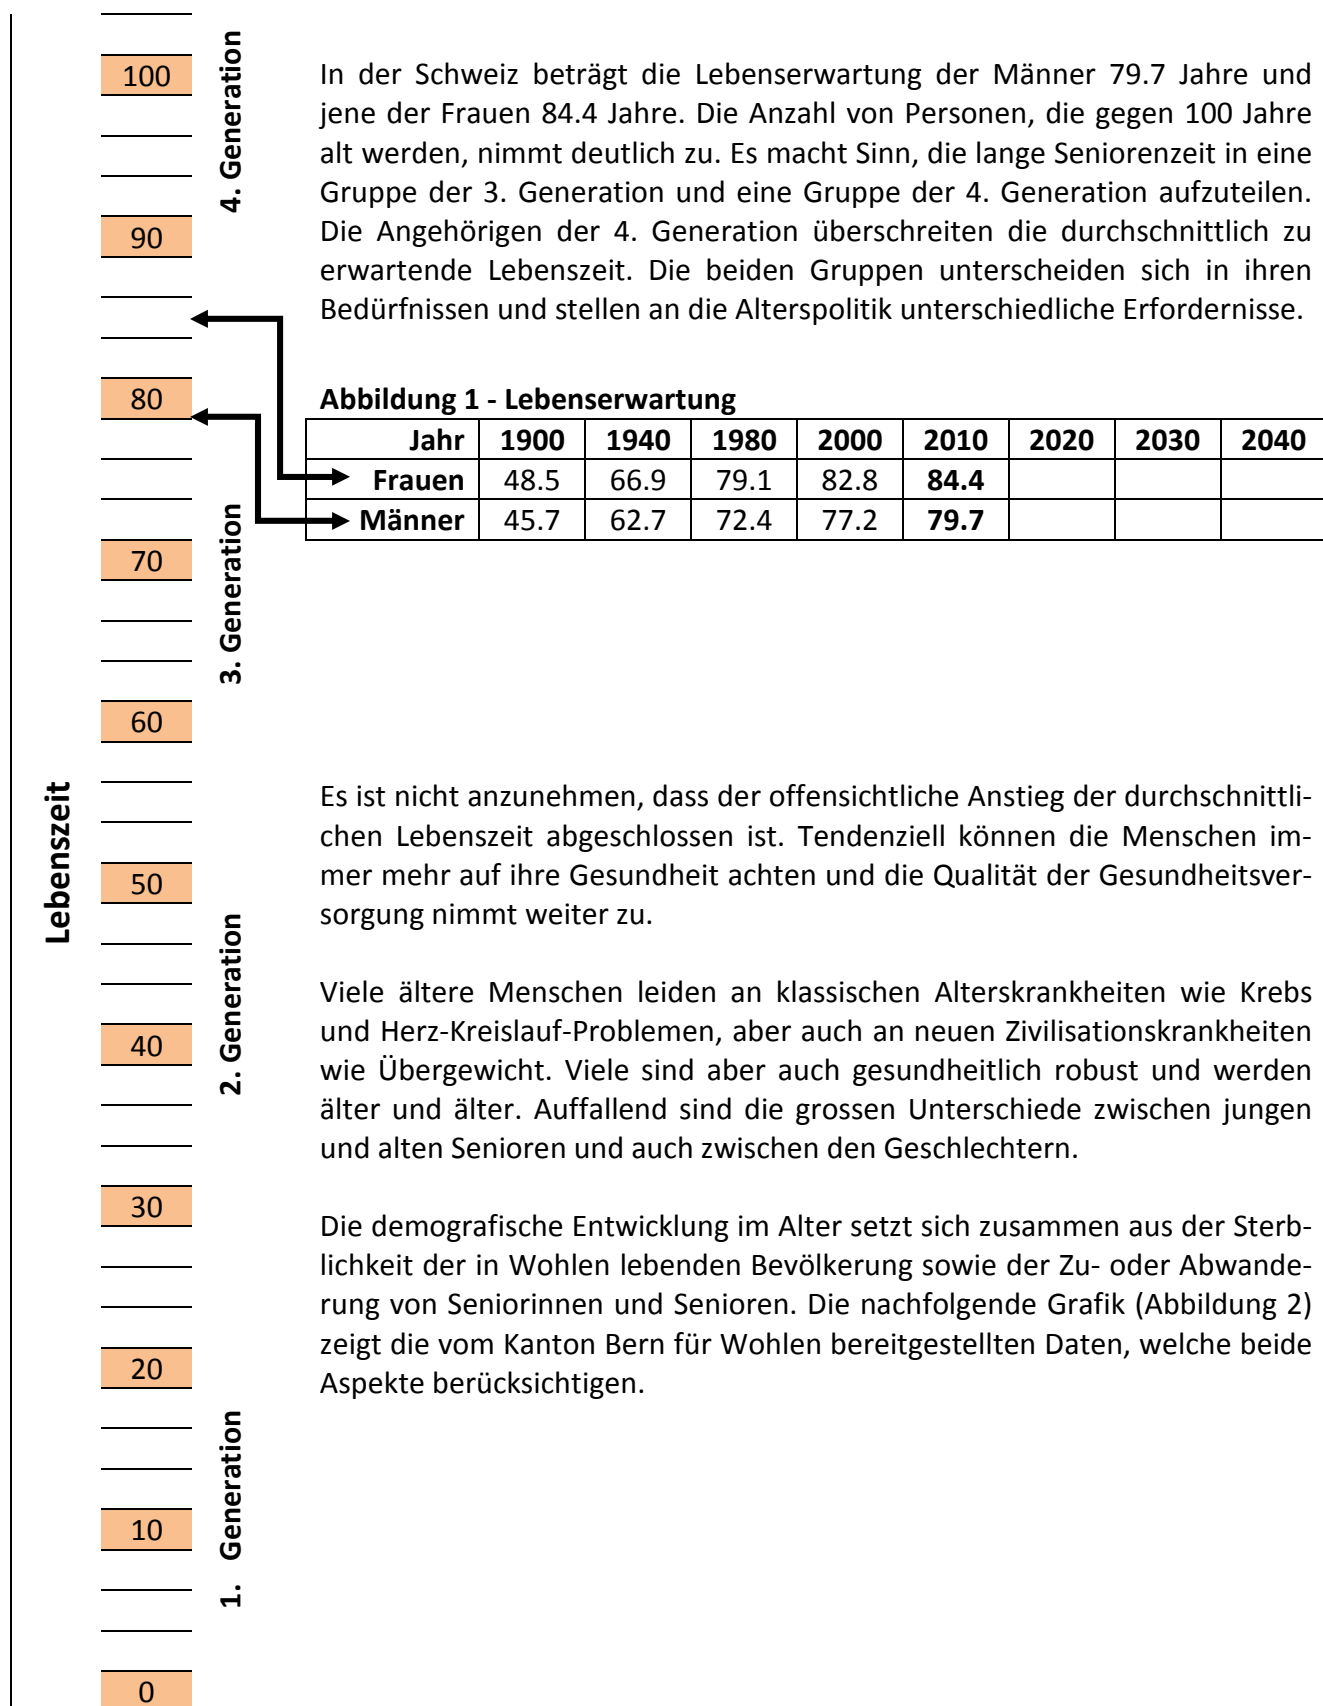 Lebenszeit
100
90
80
70
60
50
40
30
20
10
0
4. Generation
3. Generation
2. Generation
1. Generation
In der Schweiz beträgt die Lebenserwartung der Männer 79.7 Jahre und
jene der Frauen 84.4 Jahre. Die Anzahl von Personen, die gegen 100 Jahre
alt werden, nimmt deutlich zu. Es macht Sinn, die lange Seniorenzeit in eine
Gruppe der 3. Generation und eine Gruppe der 4. Generation aufzuteilen.
Die Angehörigen der 4. Generation überschreiten die durchschnittlich zu
erwartende Lebenszeit. Die beiden Gruppen unterscheiden sich in ihren
Bedürfnissen und stellen an die Alterspolitik unterschiedliche Erfordernisse.
Abbildung 1 - Lebenserwartung
Jahr 1900 1940 1980 2000 2010 2020 2030 2040
Frauen 48.5 66.9 79.1 82.8 84.4
Männer 45.7 62.7 72.4 77.2 79.7
Es ist nicht anzunehmen, dass der offensichtliche Anstieg der durchschnittli-
chen Lebenszeit abgeschlossen ist. Tendenziell können die Menschen im-
mer mehr auf ihre Gesundheit achten und die Qualität der Gesundheitsver-
sorgung nimmt weiter zu.
Viele ältere Menschen leiden an klassischen Alterskrankheiten wie Krebs
und Herz-Kreislauf-Problemen, aber auch an neuen Zivilisationskrankheiten
wie Übergewicht. Viele sind aber auch gesundheitlich robust und werden
älter und älter. Auffallend sind die grossen Unterschiede zwischen jungen
und alten Senioren und auch zwischen den Geschlechtern.
Die demografische Entwicklung im Alter setzt sich zusammen aus der Sterb-
lichkeit der in Wohlen lebenden Bevölkerung sowie der Zu- oder Abwande-
rung von Seniorinnen und Senioren. Die nachfolgende Grafik (Abbildung 2)
zeigt die vom Kanton Bern für Wohlen bereitgestellten Daten, welche beide
Aspekte berücksichtigen.